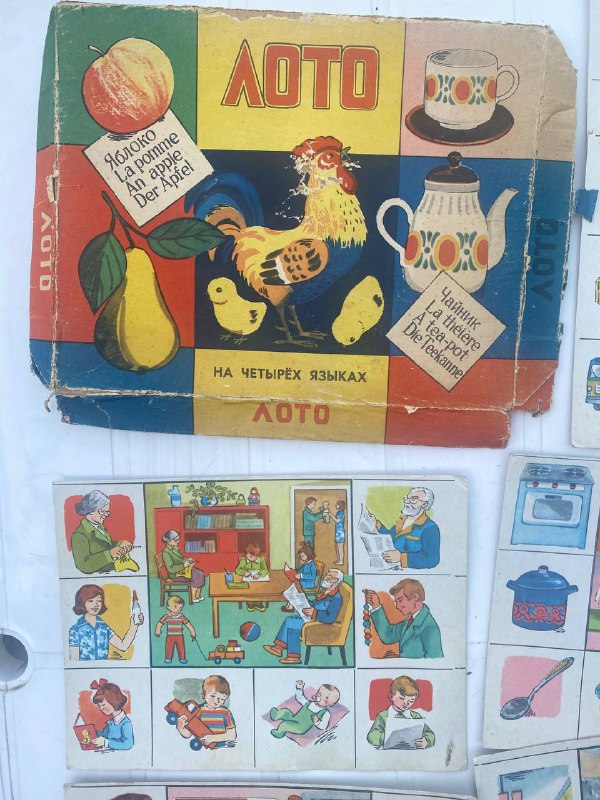 ЛОТО
Яблоко
La pomme
An apple
Der Apfel
ЛОТО
ЛОТО
Чайник
La théière
A tea-pot
Die Teekanne
НА ЧЕТЫРЁХ ЯЗЫКАХ
ЛОТО